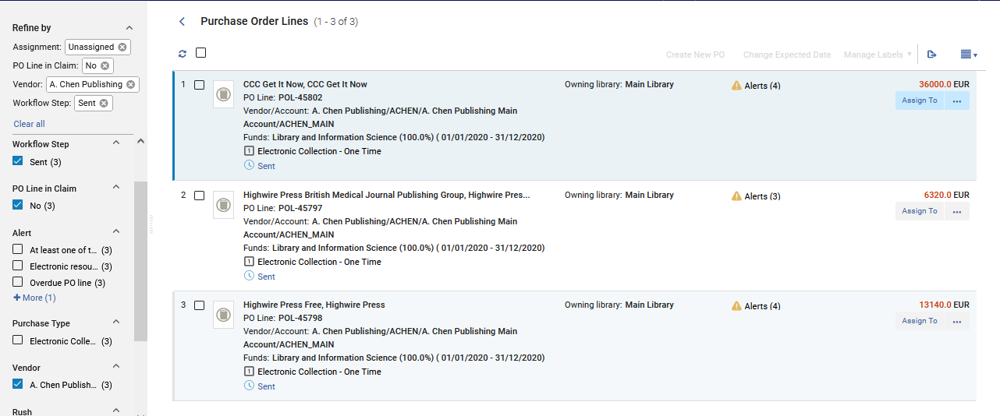 Refine by
Assignment: Unassigned
PO Line in Claim: No
Vendor: A. Chen Publishing
Workflow Step: Sent
Clear all
Workflow Step
Sent (3)
PO Line in Claim
No (3)
Alert
At least one of t... (3)
Electronic resou... (3)
Overdue PO line (3)
+ More (1)
Purchase Type
Electronic Colle... (3)
Vendor
A. Chen Publish... (3)
Rush
Purchase Order Lines (1 - 3 of 3)
Create New PO Change Expected Date Manage Labels
1 CCC Get It Now, CCC Get It Now Owning library: Main Library Alerts (4) 36000.0 EUR
PO Line: POL-45802 Assign To ...
Vendor/Account: A. Chen Publishing/ACHEN/A. Chen Publishing Main
Account/ACHEN_MAIN
Funds: Library and Information Science (100.0%) ( 01/01/2020 - 31/12/2020)
1 Electronic Collection - One Time
Sent
2 Highwire Press British Medical Journal Publishing Group, Highwire Pres... Owning library: Main Library Alerts (3) 6320.0 EUR
PO Line: POL-45797 Assign To ...
Vendor/Account: A. Chen Publishing/ACHEN/A. Chen Publishing Main
Account/ACHEN_MAIN
Funds: Library and Information Science (100.0%) ( 01/01/2020 - 31/12/2020)
1 Electronic Collection - One Time
Sent
3 Highwire Press Free, Highwire Press Owning library: Main Library Alerts (4) 13140.0 EUR
PO Line: POL-45798 Assign To ...
Vendor/Account: A. Chen Publishing/ACHEN/A. Chen Publishing Main
Account/ACHEN_MAIN
Funds: Library and Information Science (100.0%) ( 01/01/2020 - 31/12/2020)
1 Electronic Collection - One Time
Sent